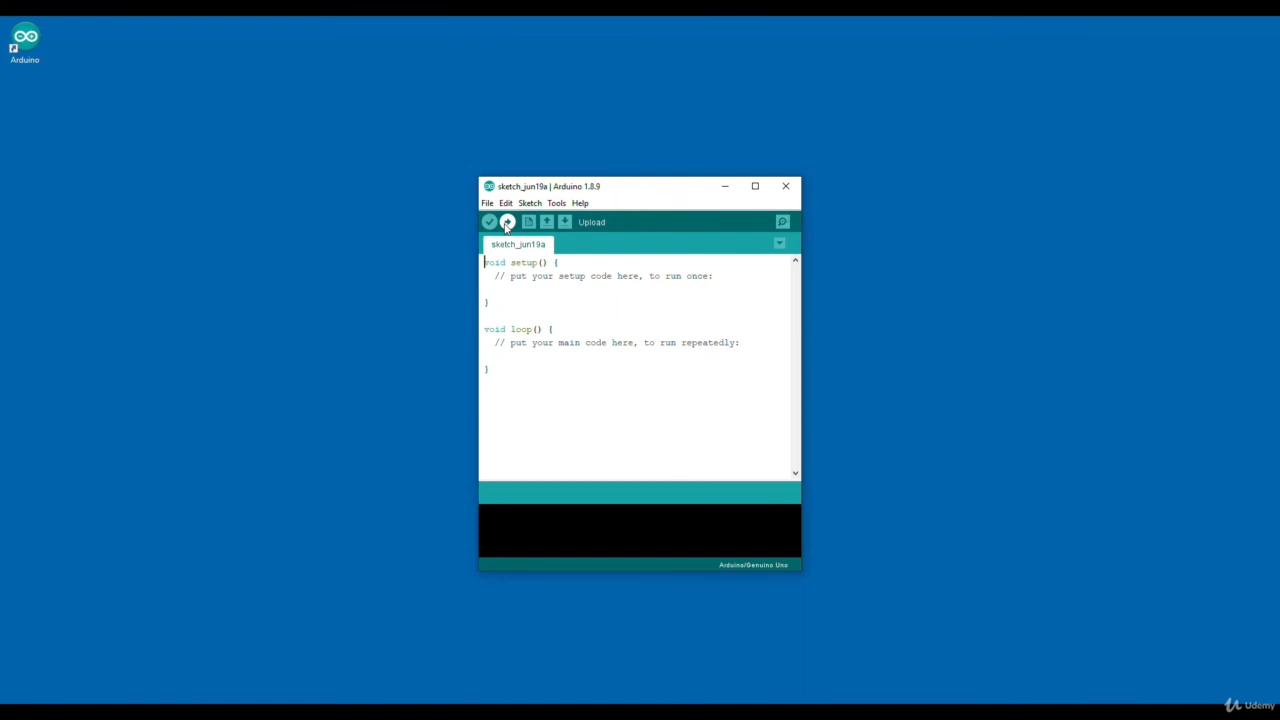 Arduino
sketch_jun19a | Arduino 1.8.9
File Edit Sketch Tools Help
Upload
sketch_jun19a
void setup() {
// put your setup code here, to run once:
}
void loop() {
// put your main code here, to run repeatedly:
}
Arduino/Genuino Uno
Udemy